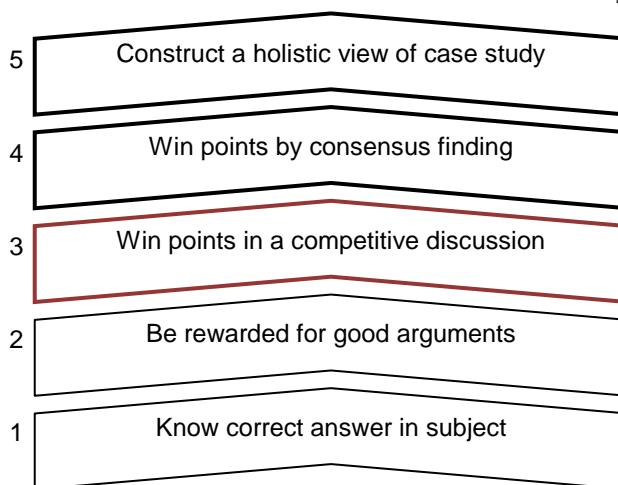 5 Construct a holistic view of case study
4 Win points by consensus finding
3 Win points in a competitive discussion
2 Be rewarded for good arguments
1 Know correct answer in subject